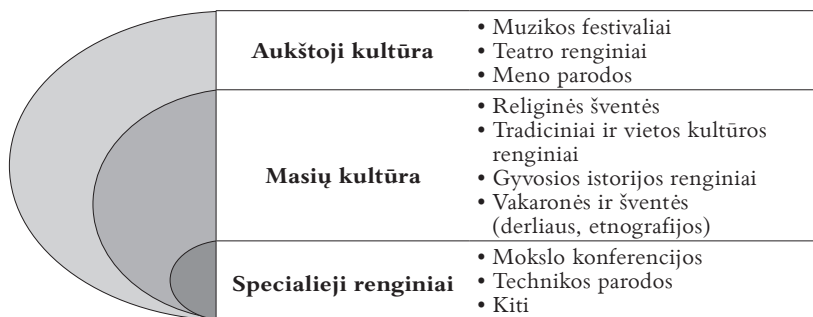 Aukštoji kultūra
• Muzikos festivaliai
• Teatro renginiai
• Meno parodos
Masių kultūra
• Religinės šventės
• Tradiciniai ir vietos kultūros
renginiai
• Gyvosios istorijos renginiai
• Vakaronės ir šventės
(derliaus, etnografijos)
Specialieji renginiai
• Mokslo konferencijos
• Technikos parodos
• Kiti